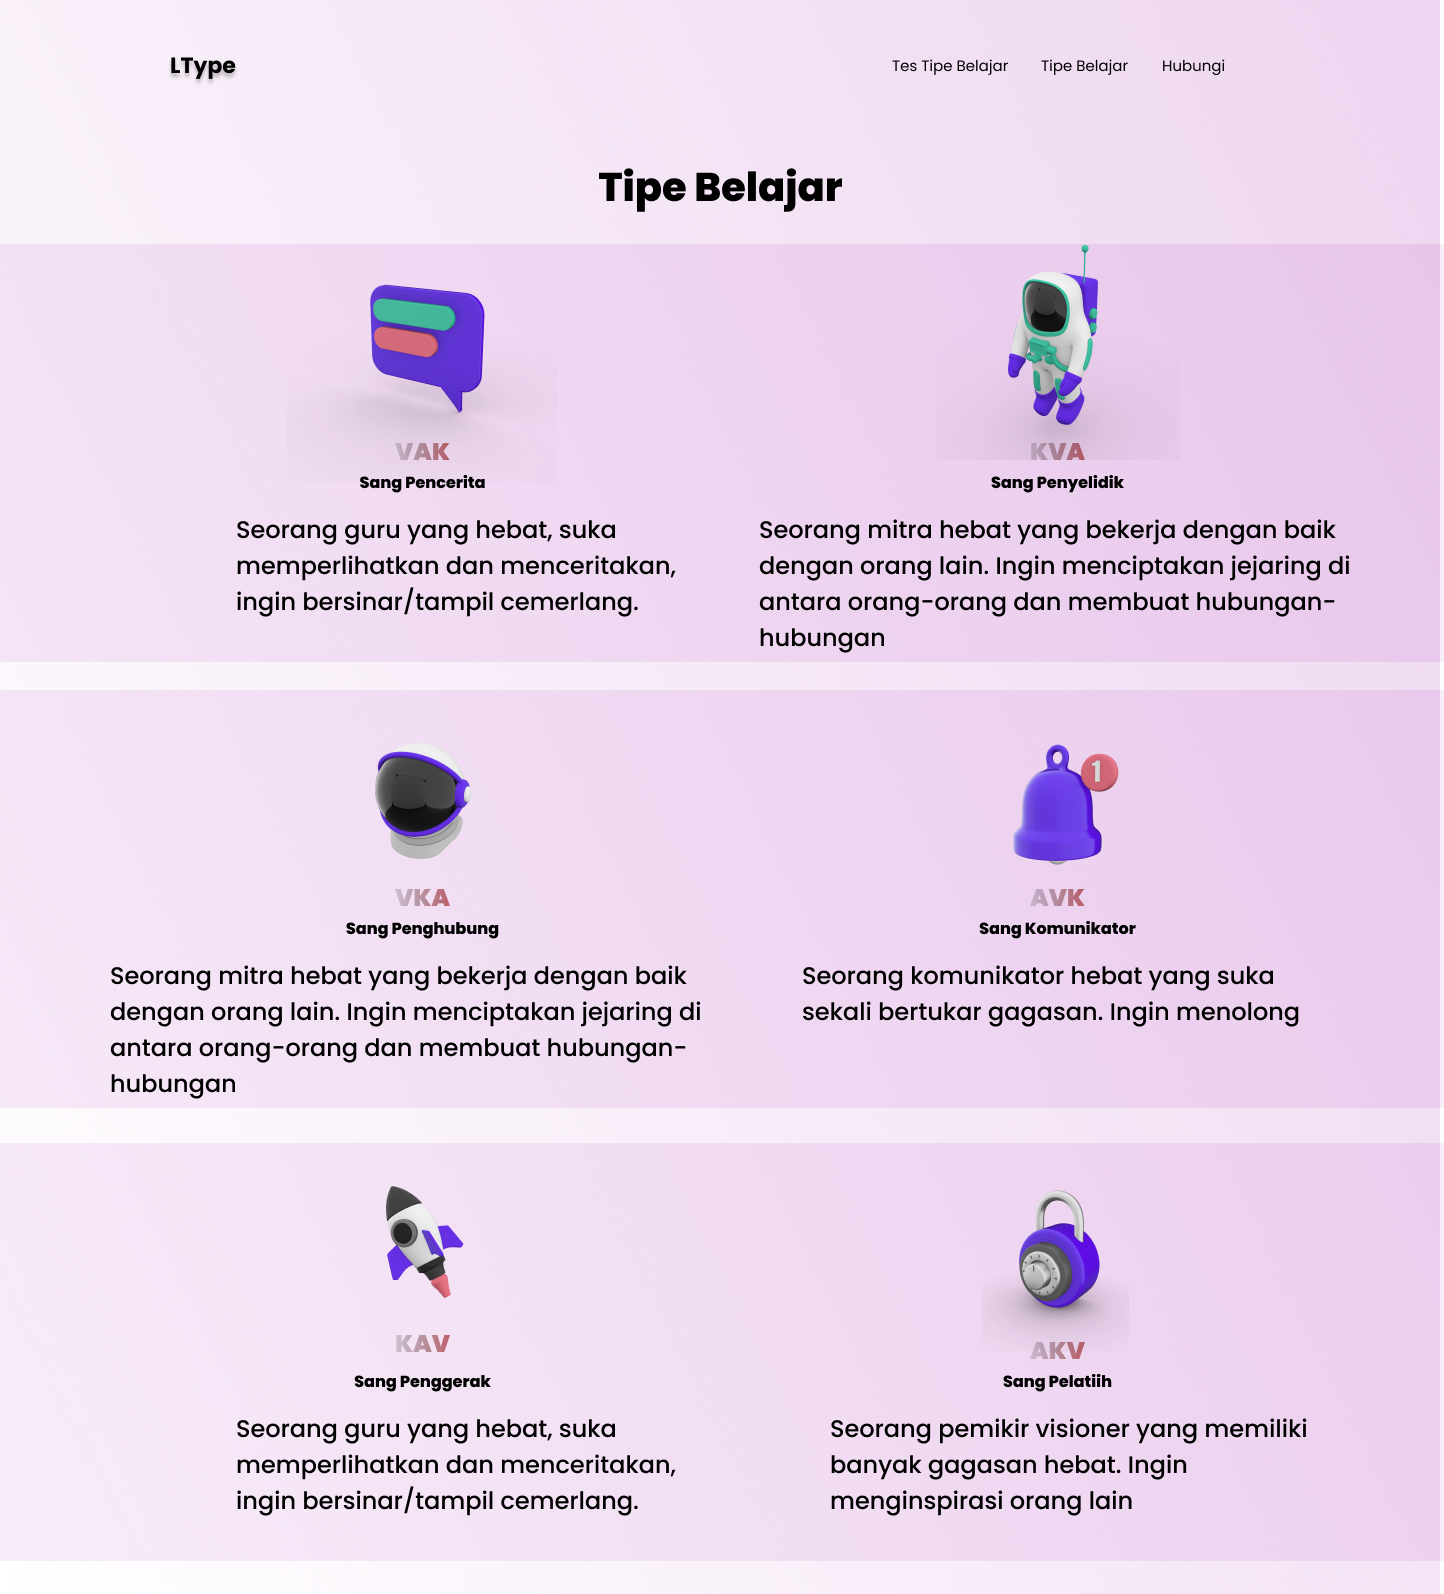 LType
Tes Tipe Belajar
Tipe Belajar
Hubungi
Tipe Belajar
VAK
Sang Pencerita
Seorang guru yang hebat, suka
memperlihatkan dan menceritakan,
ingin bersinar/tampil cemerlang.
KVA
Sang Penyelidik
Seorang mitra hebat yang bekerja dengan baik
dengan orang lain. Ingin menciptakan jejaring di
antara orang-orang dan membuat hubungan-
hubungan
VKA
Sang Penghubung
Seorang mitra hebat yang bekerja dengan baik
dengan orang lain. Ingin menciptakan jejaring di
antara orang-orang dan membuat hubungan-
hubungan
1
AVK
Sang Komunikator
Seorang komunikator hebat yang suka
sekali bertukar gagasan. Ingin menolong
KAV
Sang Penggerak
Seorang guru yang hebat, suka
memperlihatkan dan menceritakan,
ingin bersinar/tampil cemerlang.
AKV
Sang Pelatiih
Seorang pemikir visioner yang memiliki
banyak gagasan hebat. Ingin
menginspirasi orang lain